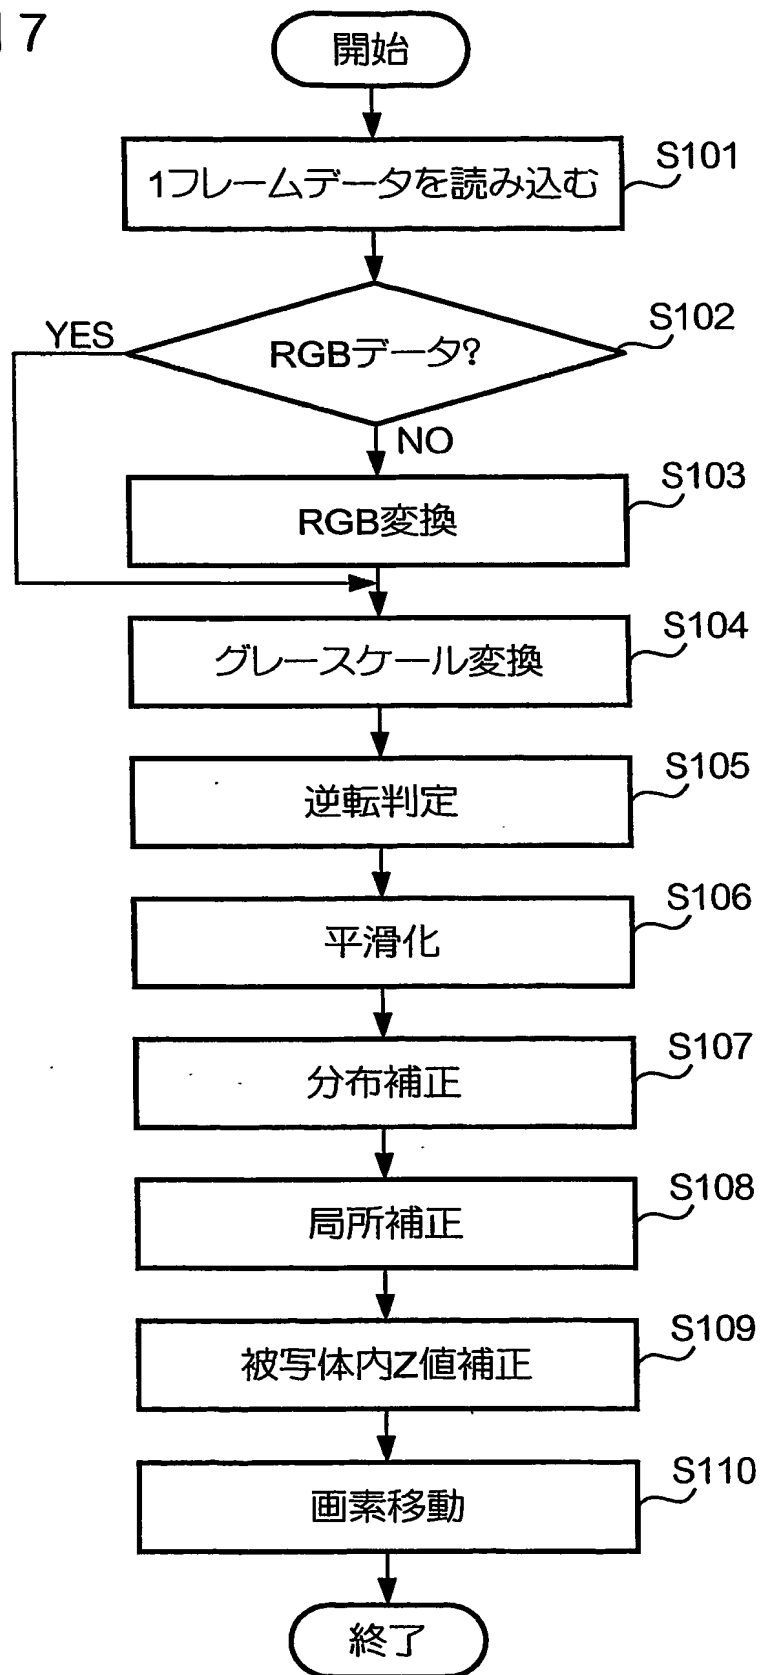 7
開始
1フレームデータを読み込む
S101
RGBデータ?
S102
YES
NO
RGB変換
S103
グレースケール変換
S104
逆転判定
S105
平滑化
S106
分布補正
S107
局所補正
S108
被写体内Z値補正
S109
画素移動
S110
終了